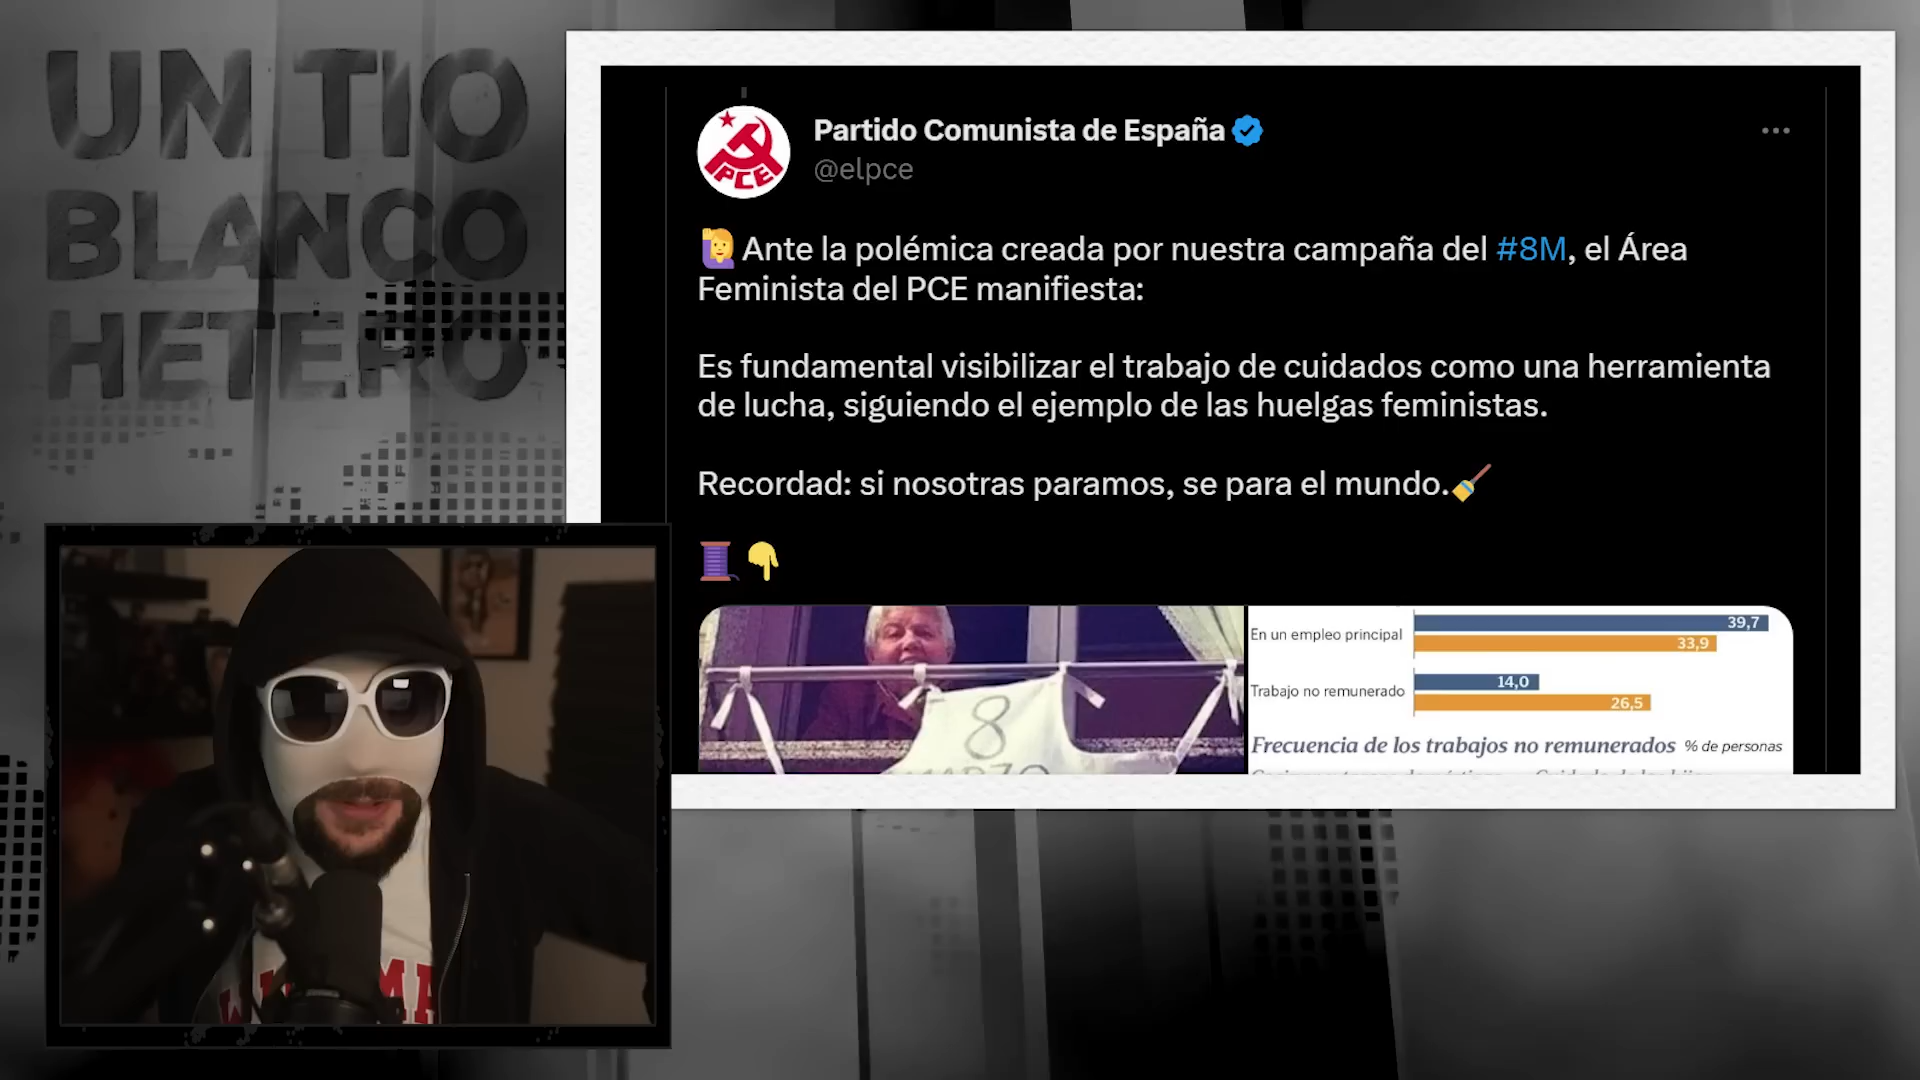 UN TIO
BLANCO
HETERO
Partido Comunista de España
@elpce
PCE
Ante la polémica creada por nuestra campaña del #8M, el Área
Feminista del PCE manifiesta:
Es fundamental visibilizar el trabajo de cuidados como una herramienta
de lucha, siguiendo el ejemplo de las huelgas feministas.
Recordad: si nosotras paramos, se para el mundo.
8
En un empleo principal 39,7
33,9
Trabajo no remunerado 14,0
26,5
Frecuencia de los trabajos no remunerados % de personas